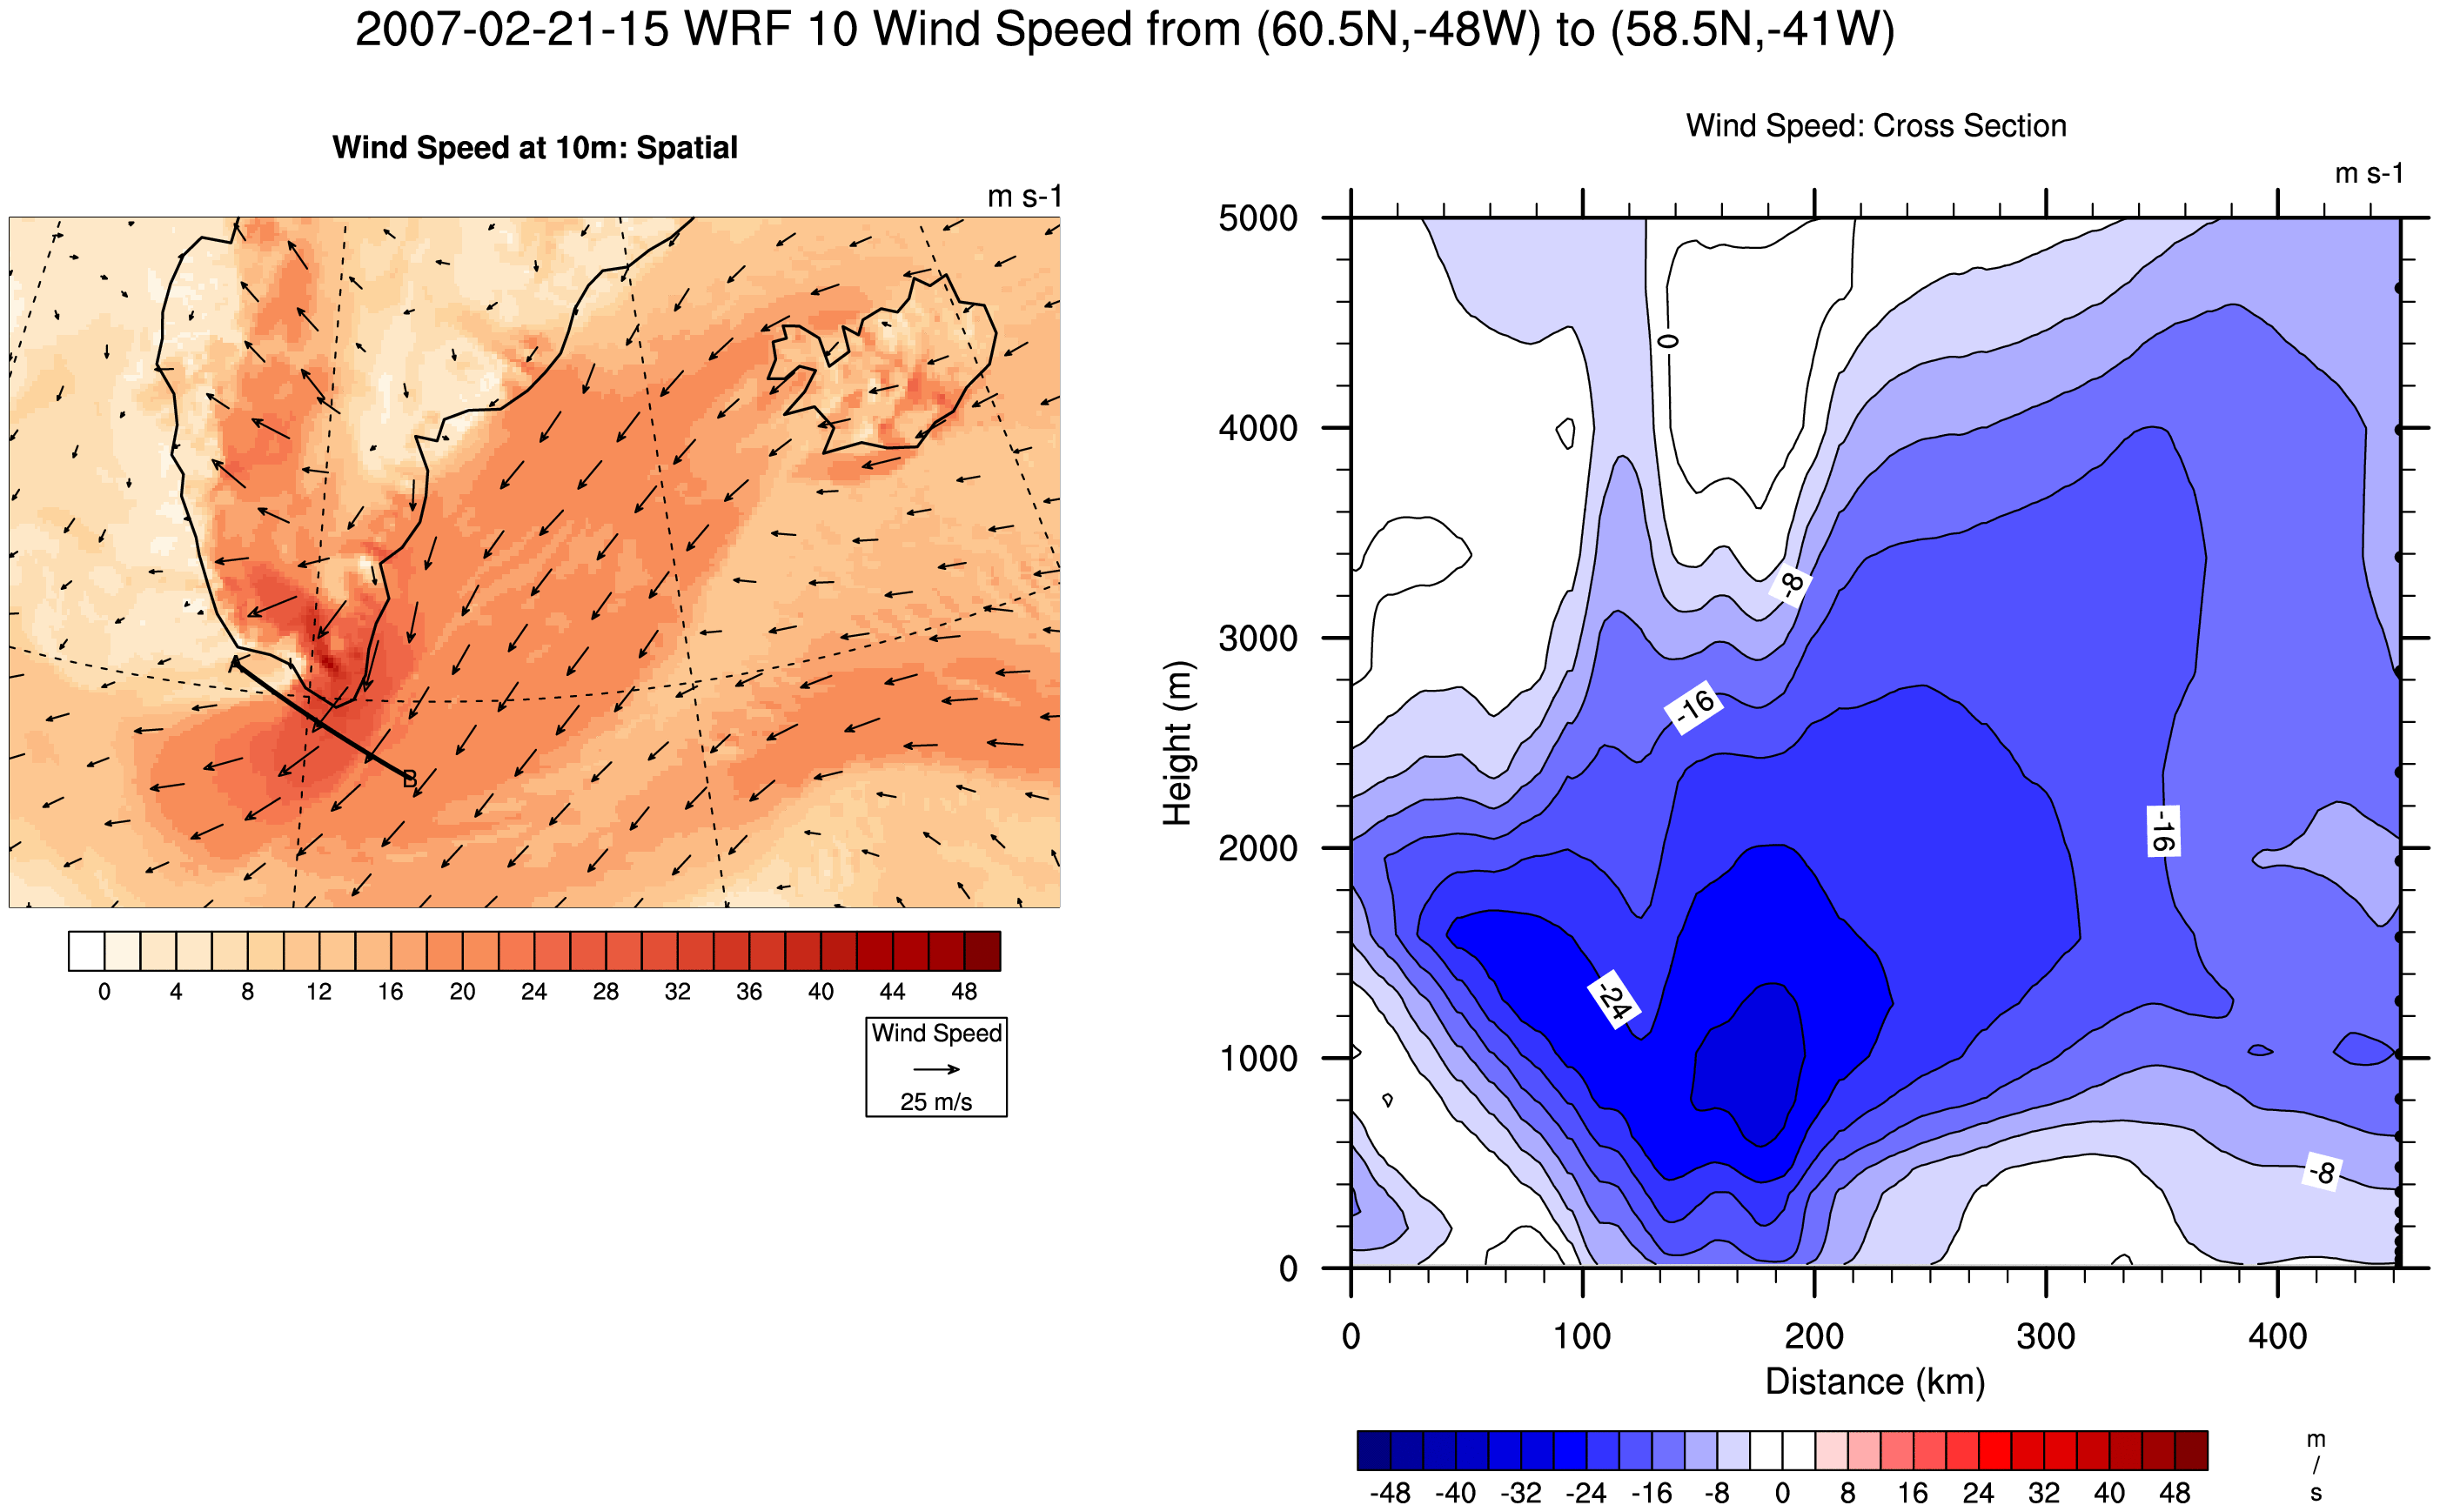 2007-02-21-15 WRF 10 Wind Speed from (60.5N,-48W) to (58.5N,-41W)
Wind Speed at 10m: Spatial
m s-1
A
B
0 4 8 12 16 20 24 28 32 36 40 44 48
Wind Speed
25 m/s
Wind Speed: Cross Section
m s-1
5000
4000
3000
2000
1000
0
Height (m)
0
-8
-16
-16
-24
-8
0 100 200 300 400
Distance (km)
-48 -40 -32 -24 -16 -8 0 8 16 24 32 40 48
m
/
s